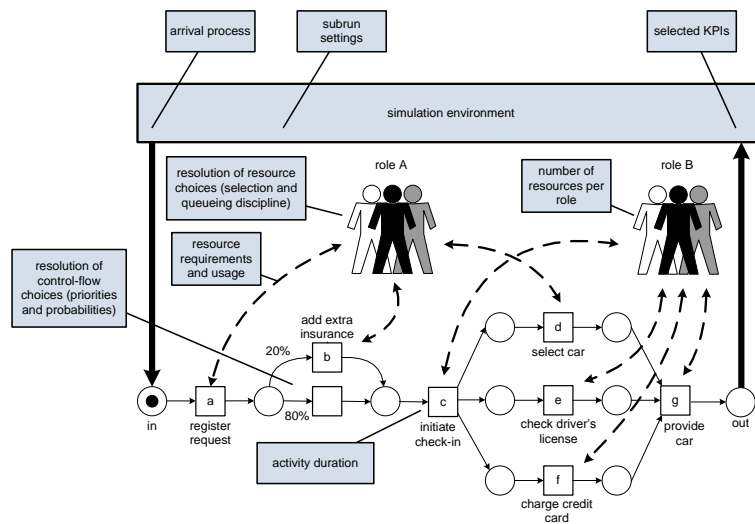 arrival process
subrun
settings
selected KPIs
simulation environment
resolution of resource
choices (selection and
queueing discipline)
role A
number of
resources per
role
role B
resource
requirements
and usage
resolution of
control-flow
choices (priorities
and probabilities)
add extra
insurance
20%
b
80%
d
select car
a
c
e
g
in
register
request
initiate
check-in
check driver's
license
provide
car
out
activity duration
f
charge credit
card